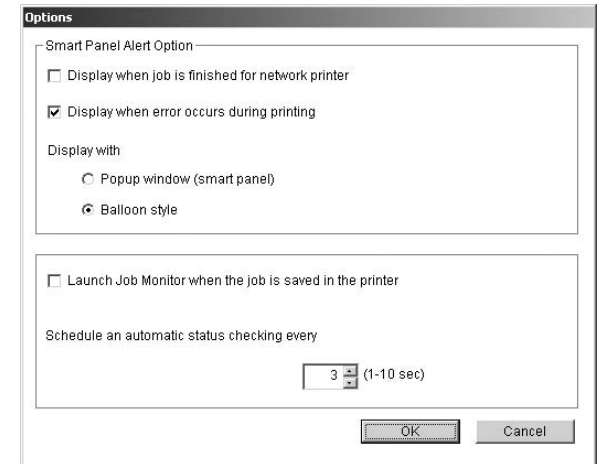 Options
Smart Panel Alert Option
Display when job is finished for network printer
Display when error occurs during printing
Display with
Popup window (smart panel)
Balloon style
Launch Job Monitor when the job is saved in the printer
Schedule an automatic status checking every
3 (1-10 sec)
OK Cancel